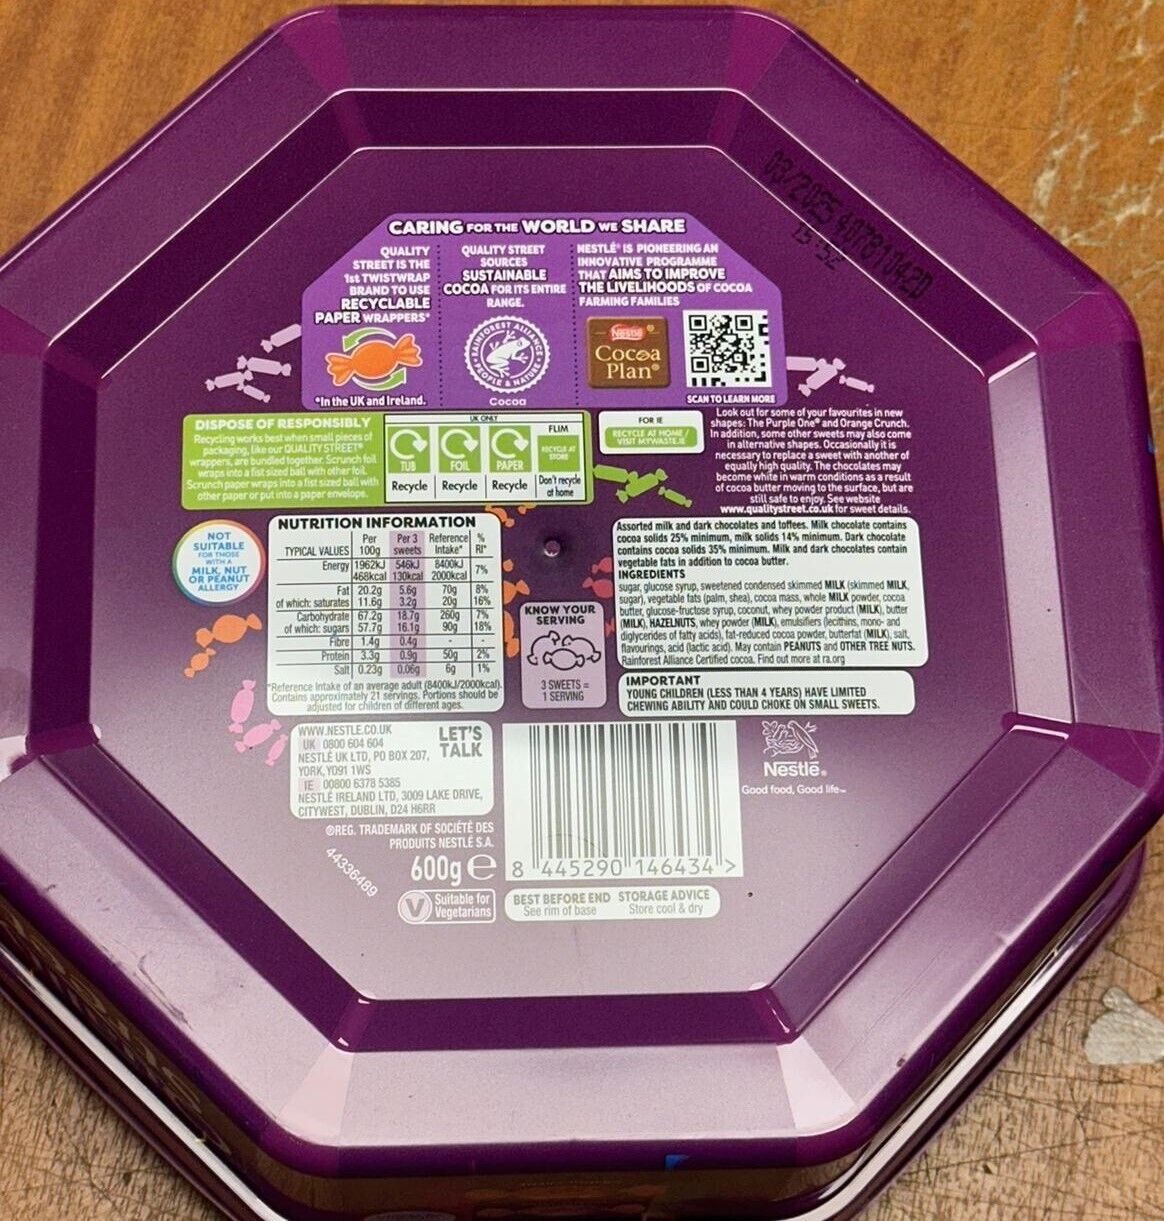 03/2025 40781042D
15:52
CARING FOR THE WORLD WE SHARE
QUALITY
STREET IS THE
1st TWISTWRAP
BRAND TO USE
RECYCLABLE
PAPER WRAPPERS*
*In the UK and Ireland.
QUALITY STREET
SOURCES
SUSTAINABLE
COCOA FOR ITS ENTIRE
RANGE.
RAINFOREST ALLIANCE
PEOPLE & NATURE
Cocoa
NESTLÉ® IS PIONEERING AN
INNOVATIVE PROGRAMME
THAT AIMS TO IMPROVE
THE LIVELIHOODS OF COCOA
FARMING FAMILIES
Nestlé®
Cocoa
Plan®
SCAN TO LEARN MORE
DISPOSE OF RESPONSIBLY
Recycling works best when small pieces of
packaging, like our QUALITY STREET®
wrappers, are bundled together. Scrunch foil
wraps into a fist sized ball with other foil.
Scrunch paper wraps into a fist sized ball with
other paper or put into a paper envelope.
UK ONLY
TUB
Recycle
FOIL
Recycle
PAPER
Recycle
FLIM
RECYCLE AT
STORE
Don't recycle
at home
FOR IE
RECYCLE AT HOME /
VISIT MYWASTE.IE
Look out for some of your favourites in new
shapes: The Purple One® and Orange Crunch.
In addition, some other sweets may also come
in alternative shapes. Occasionally it is
necessary to replace a sweet with another of
equally high quality. The chocolates may
become white in warm conditions as a result
of cocoa butter moving to the surface, but are
still safe to enjoy. See website
www.qualitystreet.co.uk for sweet details.
NOT
SUITABLE
FOR THOSE
WITH A
MILK, NUT
OR PEANUT
ALLERGY
NUTRITION INFORMATION
TYPICAL VALUES Per 100g Per 3 sweets Reference Intake* % RI*
Energy 1962kJ 546kJ 8400kJ 7%
468kcal 130kcal 2000kcal
Fat 20.2g 5.6g 70g 8%
of which: saturates 11.6g 3.2g 20g 16%
Carbohydrate 67.2g 18.7g 260g 7%
of which: sugars 57.7g 16.1g 90g 18%
Fibre 1.4g 0.4g - -
Protein 3.3g 0.9g 50g 2%
Salt 0.23g 0.06g 6g 1%
*Reference Intake of an average adult (8400kJ/2000kcal).
Contains approximately 21 servings. Portions should be
adjusted for children of different ages.
KNOW YOUR
SERVING
3 SWEETS =
1 SERVING
Assorted milk and dark chocolates and toffees. Milk chocolate contains
cocoa solids 25% minimum, milk solids 14% minimum. Dark chocolate
contains cocoa solids 35% minimum. Milk and dark chocolates contain
vegetable fats in addition to cocoa butter.
INGREDIENTS
sugar, glucose syrup, sweetened condensed skimmed MILK (skimmed MILK,
sugar), vegetable fats (palm, shea), cocoa mass, whole MILK powder, cocoa
butter, glucose-fructose syrup, coconut, whey powder product (MILK), butter
(MILK), HAZELNUTS, whey powder (MILK), emulsifiers (lecithins, mono- and
diglycerides of fatty acids), fat-reduced cocoa powder, butterfat (MILK), salt,
flavourings, acid (lactic acid). May contain PEANUTS and OTHER TREE NUTS.
Rainforest Alliance Certified cocoa. Find out more at ra.org
IMPORTANT
YOUNG CHILDREN (LESS THAN 4 YEARS) HAVE LIMITED
CHEWING ABILITY AND COULD CHOKE ON SMALL SWEETS.
WWW.NESTLE.CO.UK
UK 0800 604 604
NESTLÉ UK LTD, PO BOX 207,
YORK, YO91 1WS
IE 00800 6378 5385
NESTLÉ IRELAND LTD, 3009 LAKE DRIVE,
CITYWEST, DUBLIN, D24 H6RR
LET'S
TALK
®REG. TRADEMARK OF SOCIÉTÉ DES
PRODUITS NESTLÉ S.A.
44336489
600g e
V Suitable for
Vegetarians
8 445290 146434 >
BEST BEFORE END
See rim of base
STORAGE ADVICE
Store cool & dry
Nestlé®
Good food, Good life™